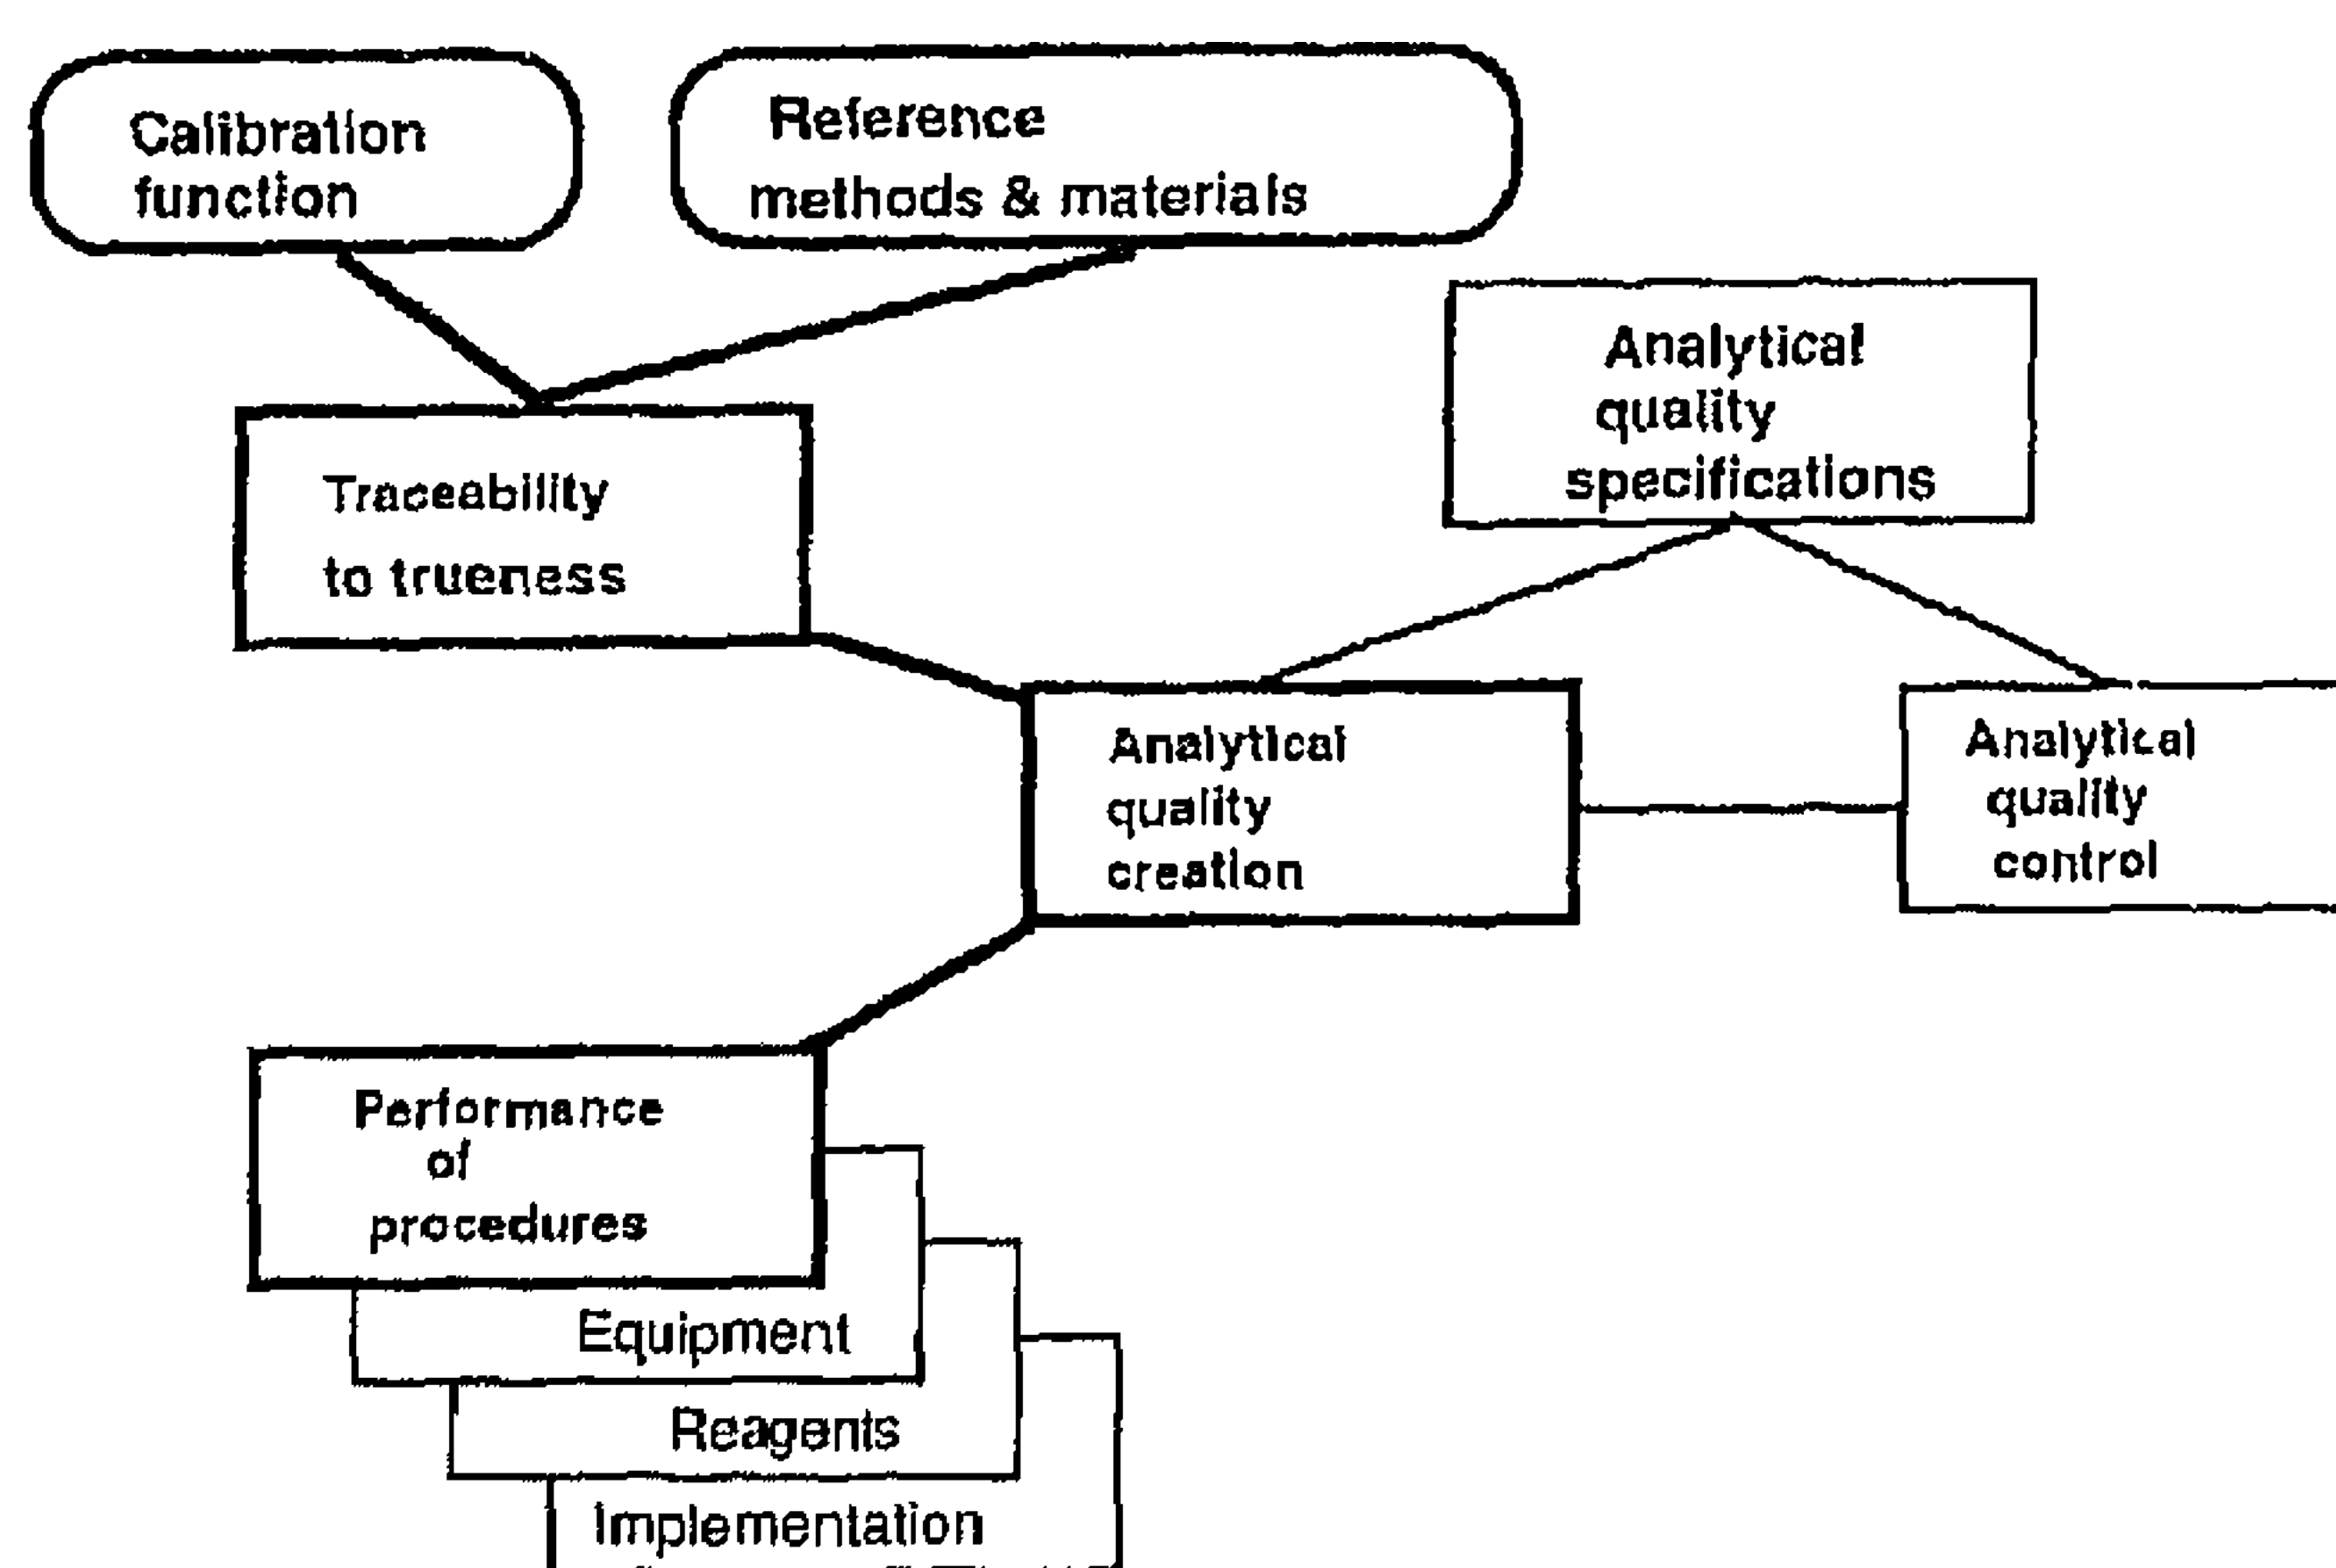 Calibration
function
Reference
methods & materials
Analytical
quality
specifications
Traceability
to trueness
Analytical
quality
creation
Analytical
quality
control
Performance
of
procedures
Equipment
Reagents
Implementation